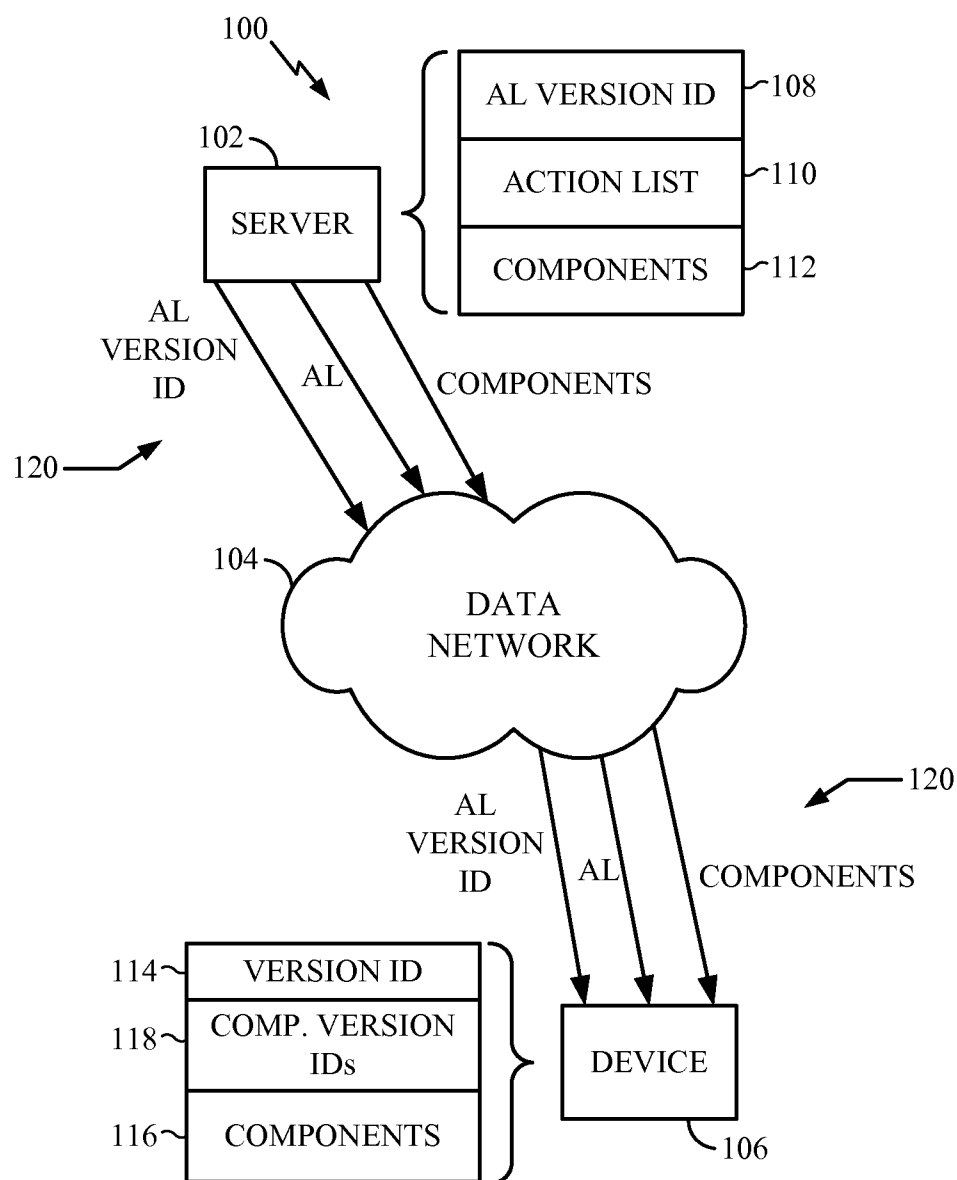 100
AL VERSION ID
108
102
ACTION LIST
110
SERVER
COMPONENTS
112
AL
VERSION
ID
AL
COMPONENTS
120
104
DATA
NETWORK
120
AL
VERSION
ID
AL
COMPONENTS
114
VERSION ID
118
COMP. VERSION
IDs
DEVICE
116
COMPONENTS
106